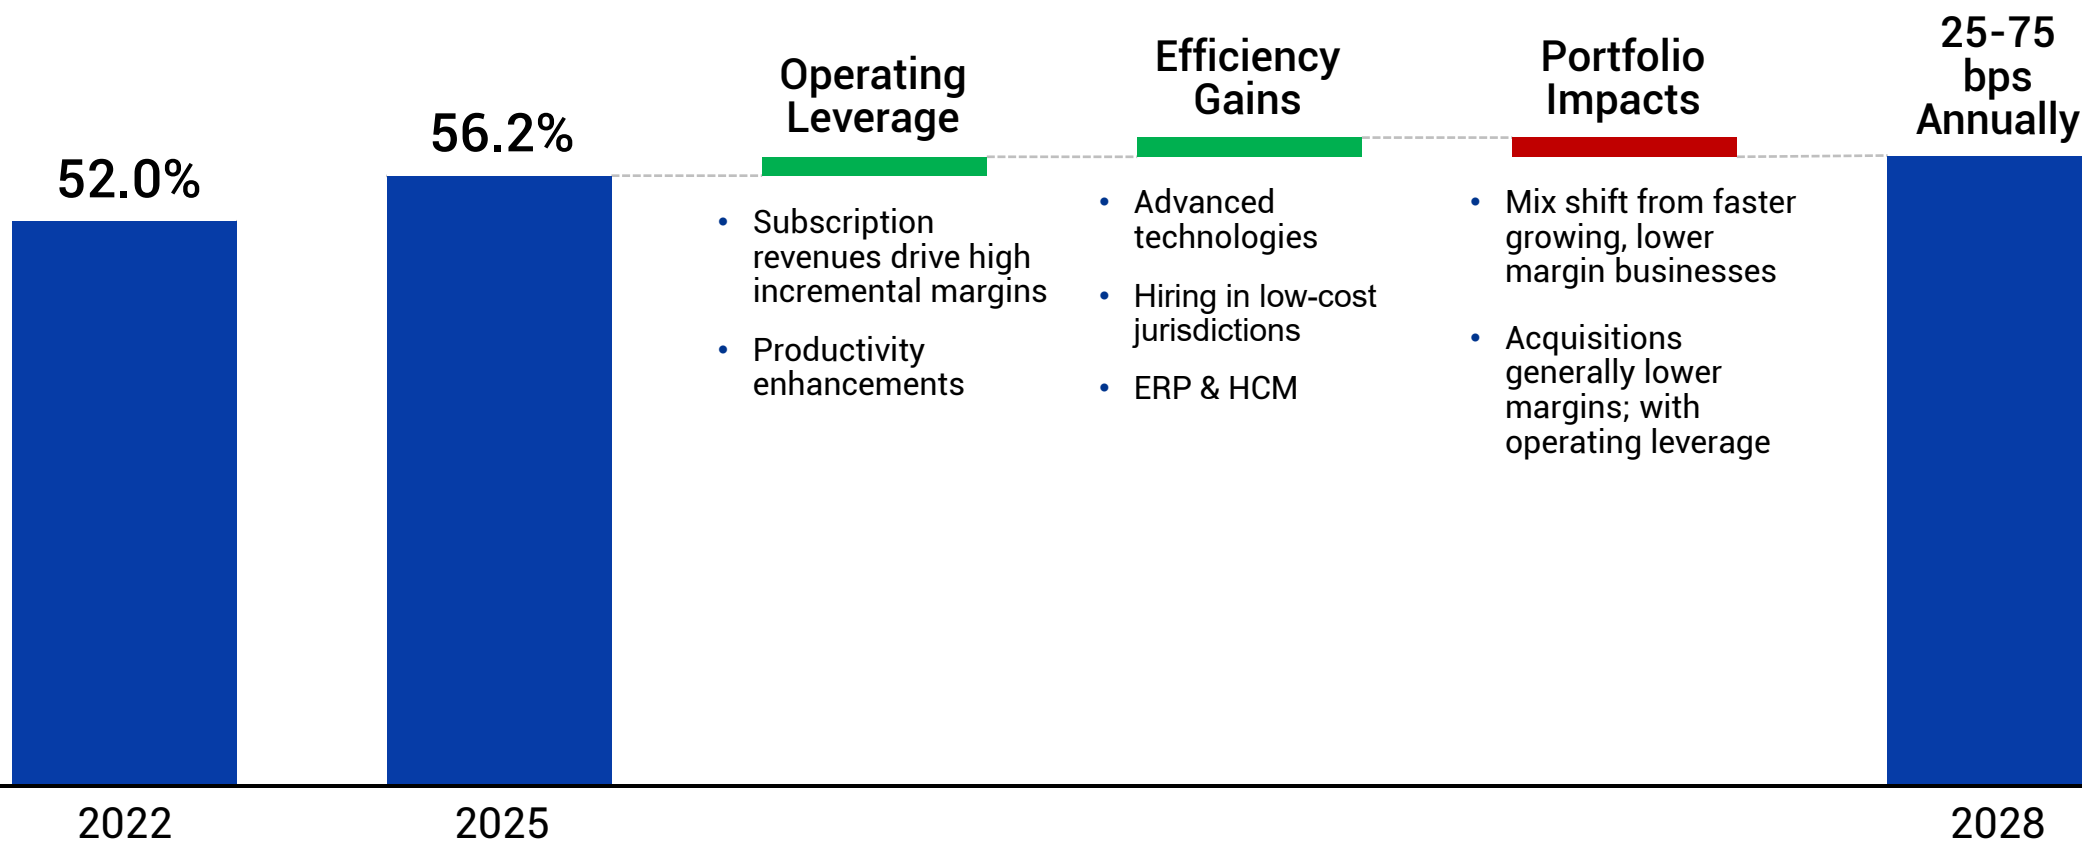 52.0%
56.2%
Operating
Leverage
• Subscription
revenues drive high
incremental margins
• Productivity
enhancements
Efficiency
Gains
• Advanced
technologies
• Hiring in low-cost
jurisdictions
• ERP & HCM
Portfolio
Impacts
• Mix shift from faster
growing, lower
margin businesses
• Acquisitions
generally lower
margins; with
operating leverage
25-75
bps
Annually
2022
2025
2028